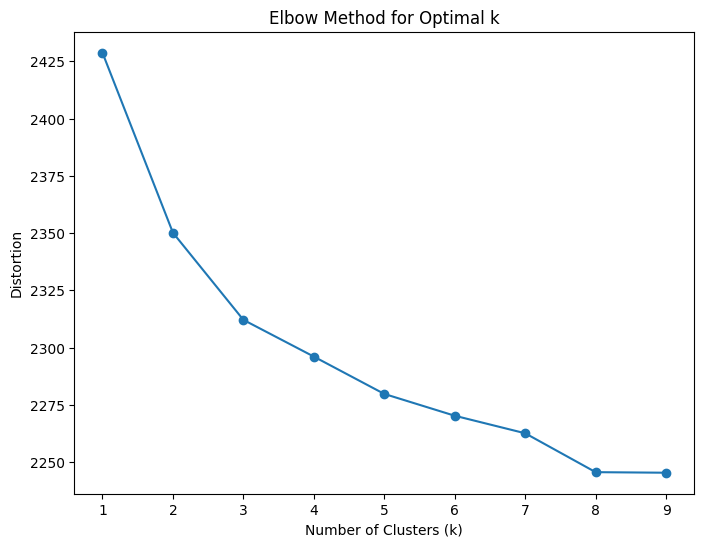 Elbow Method for Optimal k
2425
2400
2375
2350
2325
2300
2275
2250
Distortion
1 2 3 4 5 6 7 8 9
Number of Clusters (k)